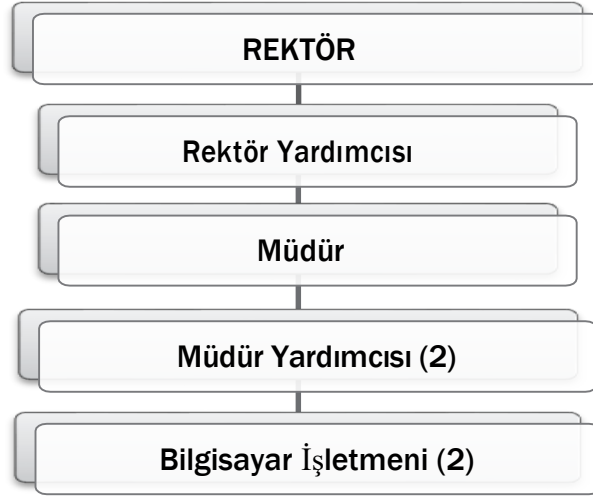 REKTÖR
Rektör Yardımcısı
Müdür
Müdür Yardımcısı (2)
Bilgisayar İşletmeni (2)